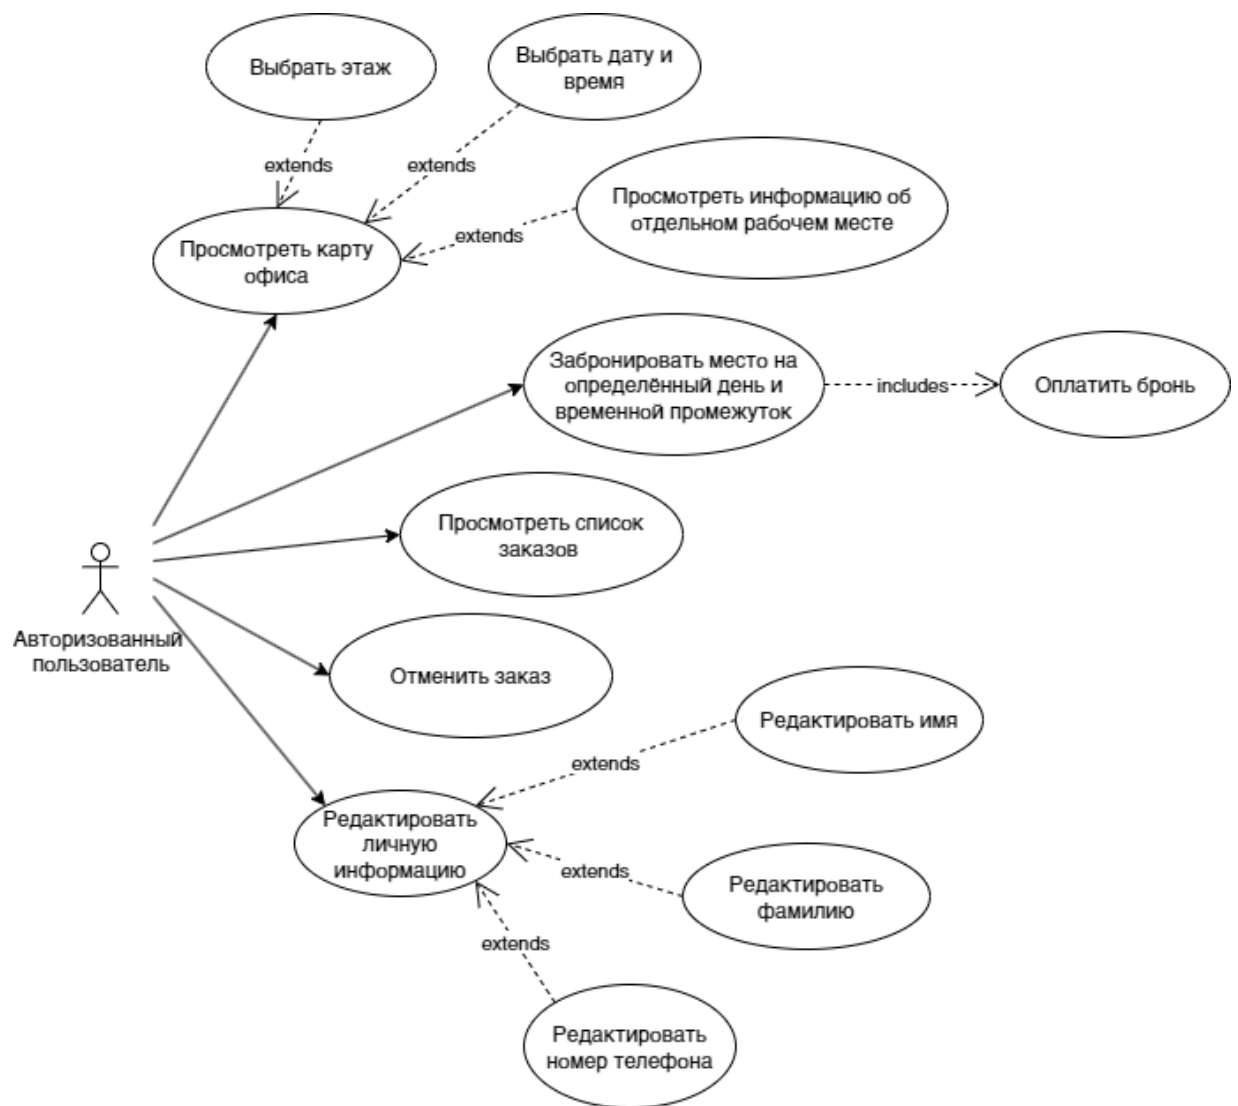 Выбрать этаж
Выбрать дату и
время
extends
extends
Просмотреть информацию об
отдельном рабочем месте
extends
Просмотреть карту
офиса
Забронировать место на
определённый день и
временной промежуток
includes
Оплатить бронь
Просмотреть список
заказов
Авторизованный
пользователь
Отменить заказ
Редактировать имя
extends
Редактировать
личную
информацию
extends
Редактировать
фамилию
extends
Редактировать
номер телефона